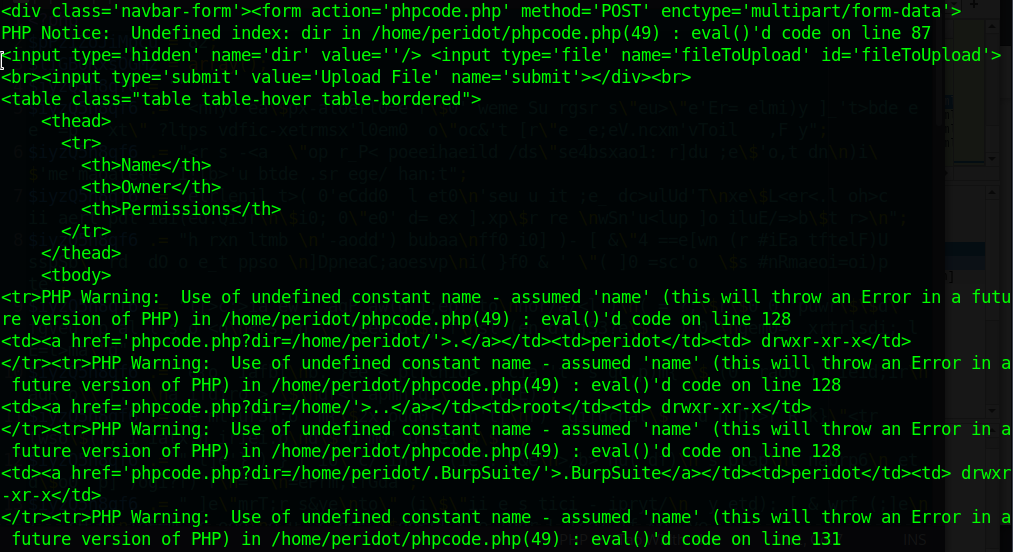 <div class='navbar-form'><form action='phpcode.php' method='POST' enctype='multipart/form-data'>
PHP Notice:  Undefined index: dir in /home/peridot/phpcode.php(49) : eval()'d code on line 87
<input type='hidden' name='dir' value=''/> <input type='file' name='fileToUpload' id='fileToUpload'>
<br><input type='submit' value='Upload File' name='submit'></div><br>
<table class="table table-hover table-bordered">
    <thead>
      <tr>
        <th>Name</th>
        <th>Owner</th>
        <th>Permissions</th>
      </tr>
    </thead>
    <tbody>
<tr>PHP Warning:  Use of undefined constant name - assumed 'name' (this will throw an Error in a futu
re version of PHP) in /home/peridot/phpcode.php(49) : eval()'d code on line 128
<td><a href='phpcode.php?dir=/home/peridot/'>.</a></td><td>peridot</td><td> drwxr-xr-x</td>
</tr><tr>PHP Warning:  Use of undefined constant name - assumed 'name' (this will throw an Error in a
 future version of PHP) in /home/peridot/phpcode.php(49) : eval()'d code on line 128
<td><a href='phpcode.php?dir=/home/'>..</a></td><td>root</td><td> drwxr-xr-x</td>
</tr><tr>PHP Warning:  Use of undefined constant name - assumed 'name' (this will throw an Error in a
 future version of PHP) in /home/peridot/phpcode.php(49) : eval()'d code on line 128
<td><a href='phpcode.php?dir=/home/peridot/.BurpSuite/'>.BurpSuite</a></td><td>peridot</td><td> drwxr
-xr-x</td>
</tr><tr>PHP Warning:  Use of undefined constant name - assumed 'name' (this will throw an Error in a
 future version of PHP) in /home/peridot/phpcode.php(49) : eval()'d code on line 131